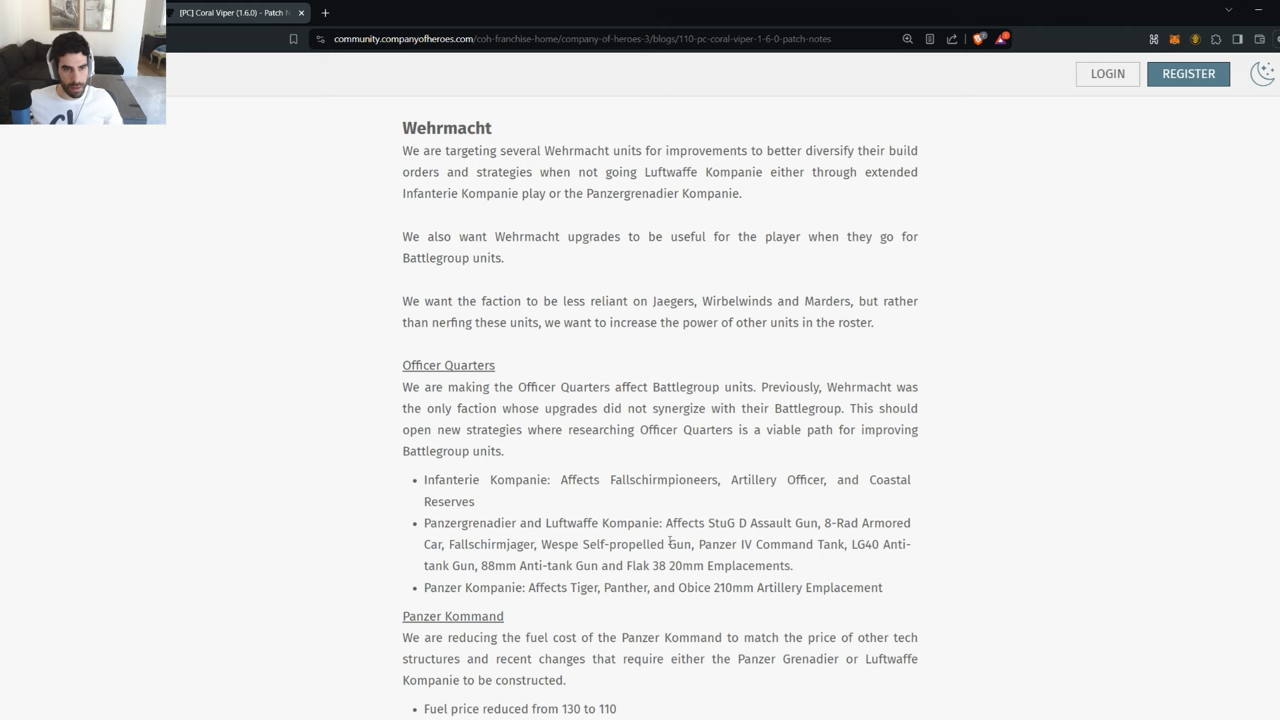 [PC] Coral Viper (1.6.0) - Patch N
community.companyofheroes.com/coh-franchise-home/company-of-heroes-3/blogs/110-pc-coral-viper-1-6-0-patch-notes
LOGIN
REGISTER
Wehrmacht
We are targeting several Wehrmacht units for improvements to better diversify their build
orders and strategies when not going Luftwaffe Kompanie either through extended
Infanterie Kompanie play or the Panzergrenadier Kompanie.
We also want Wehrmacht upgrades to be useful for the player when they go for
Battlegroup units.
We want the faction to be less reliant on Jaegers, Wirbelwinds and Marders, but rather
than nerfing these units, we want to increase the power of other units in the roster.
Officer Quarters
We are making the Officer Quarters affect Battlegroup units. Previously, Wehrmacht was
the only faction whose upgrades did not synergize with their Battlegroup. This should
open new strategies where researching Officer Quarters is a viable path for improving
Battlegroup units.
• Infanterie Kompanie: Affects Fallschirmpioneers, Artillery Officer, and Coastal
Reserves
• Panzergrenadier and Luftwaffe Kompanie: Affects StuG D Assault Gun, 8-Rad Armored
Car, Fallschirmjager, Wespe Self-propelled Gun, Panzer IV Command Tank, LG40 Anti-
tank Gun, 88mm Anti-tank Gun and Flak 38 20mm Emplacements.
• Panzer Kompanie: Affects Tiger, Panther, and Obice 210mm Artillery Emplacement
Panzer Kommand
We are reducing the fuel cost of the Panzer Kommand to match the price of other tech
structures and recent changes that require either the Panzer Grenadier or Luftwaffe
Kompanie to be constructed.
• Fuel price reduced from 130 to 110